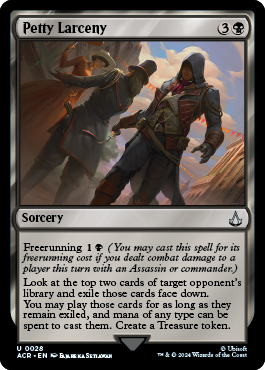 Petty Larceny 3
Sorcery
Freerunning 1 (You may cast this spell for its
freerunning cost if you dealt combat damage to a
player this turn with an Assassin or commander.)
Look at the top two cards of target opponent's
library and exile those cards face down.
You may play those cards for as long as they
remain exiled, and mana of any type can be
spent to cast them. Create a Treasure token.
U 0028 © Ubisoft
ACR • EN Bjareka Setiawan ™ & © 2024 Wizards of the Coast